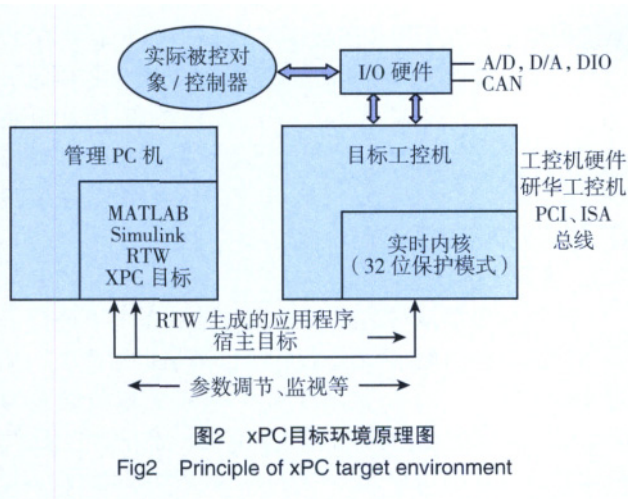 实际被控对
象/控制器
I/O 硬件
A/D, D/A, DIO
CAN
管理 PC 机
MATLAB
Simulink
RTW
XPC 目标
目标工控机
实时内核
(32 位保护模式)
工控机硬件
研华工控机
PCI、ISA
总线
RTW 生成的应用程序
宿主目标
参数调节、监视等
图2 xPC目标环境原理图
Fig2 Principle of xPC target environment